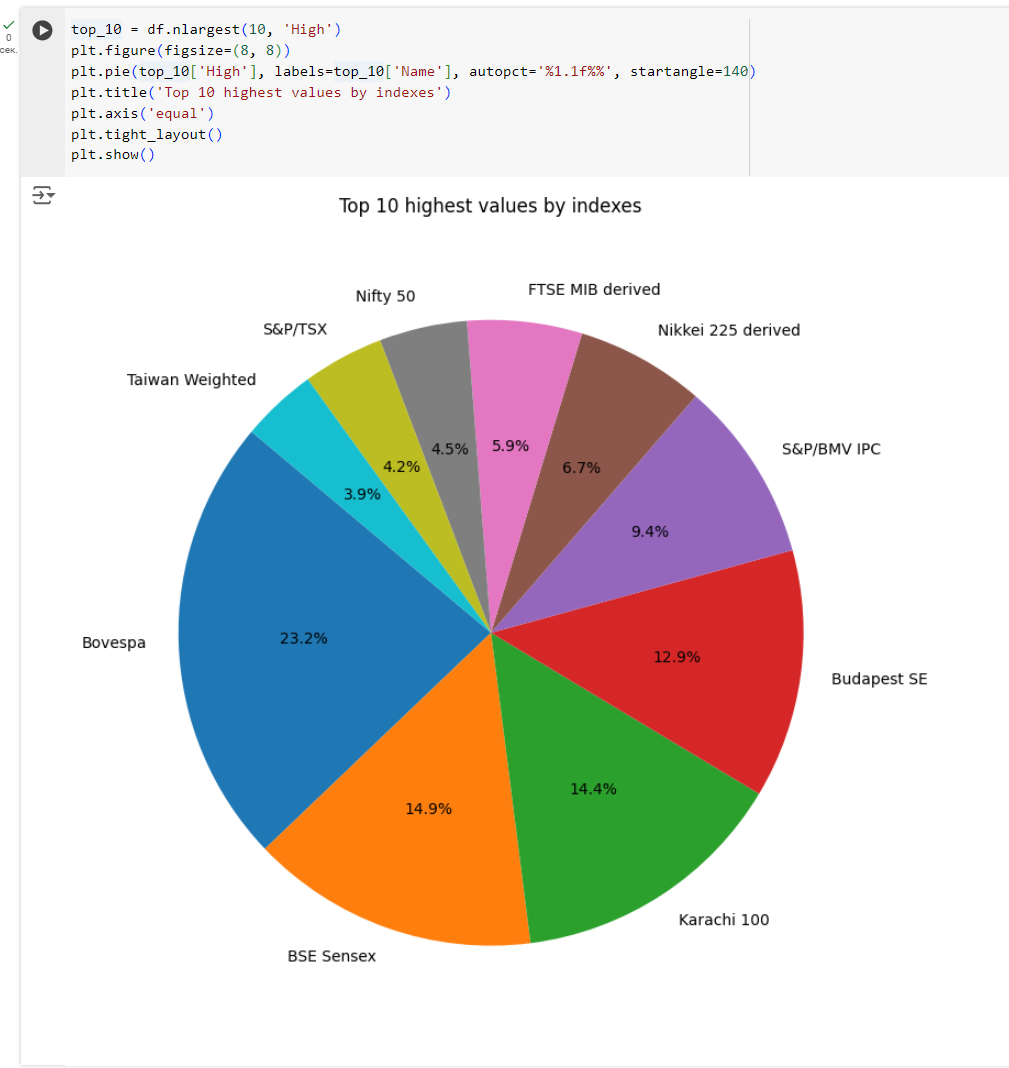 top_10 = df.nlargest(10, 'High')
plt.figure(figsize=(8, 8))
plt.pie(top_10['High'], labels=top_10['Name'], autopct='%1.1f%%', startangle=140)
plt.title('Top 10 highest values by indexes')
plt.axis('equal')
plt.tight_layout()
plt.show()
0
сек.
Top 10 highest values by indexes
FTSE MIB derived
Nifty 50
S&P/TSX
Nikkei 225 derived
Taiwan Weighted
S&P/BMV IPC
5.9%
4.5%
4.2%
6.7%
3.9%
9.4%
Bovespa
23.2%
12.9%
Budapest SE
14.4%
14.9%
Karachi 100
BSE Sensex